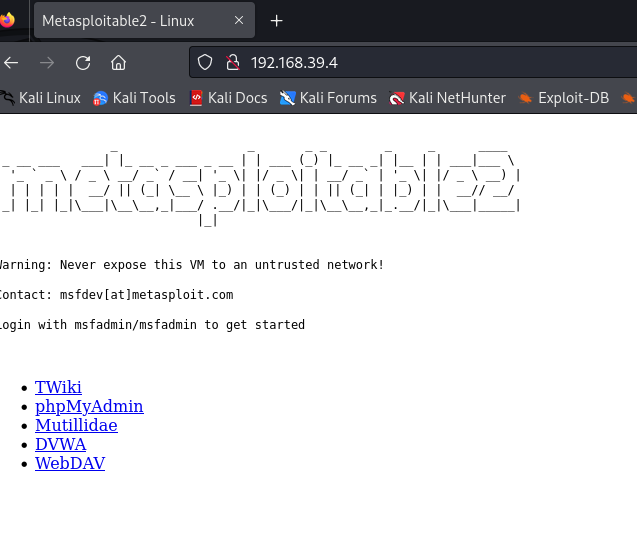 Metasploitable2 - Linux
192.168.39.4
Kali Linux Kali Tools Kali Docs Kali Forums Kali NetHunter Exploit-DB
metasploitable2
Warning: Never expose this VM to an untrusted network!
Contact: msfdev[at]metasploit.com
Login with msfadmin/msfadmin to get started
TWiki
phpMyAdmin
Mutillidae
DVWA
WebDAV